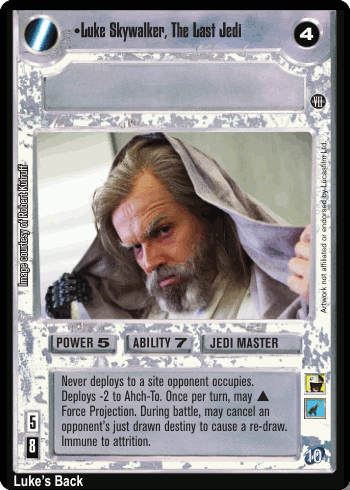 •Luke Skywalker, The Last Jedi
4
Image courtesy of Robert Kithoff
Artwork not affiliated or endorsed by Lucasfilm Ltd.
POWER 5
ABILITY 7
JEDI MASTER
Never deploys to a site opponent occupies.
Deploys -2 to Ahch-To. Once per turn, may ▲
Force Projection. During battle, may cancel an
opponent's just drawn destiny to cause a re-draw.
Immune to attrition.
5
8
10
Luke's Back